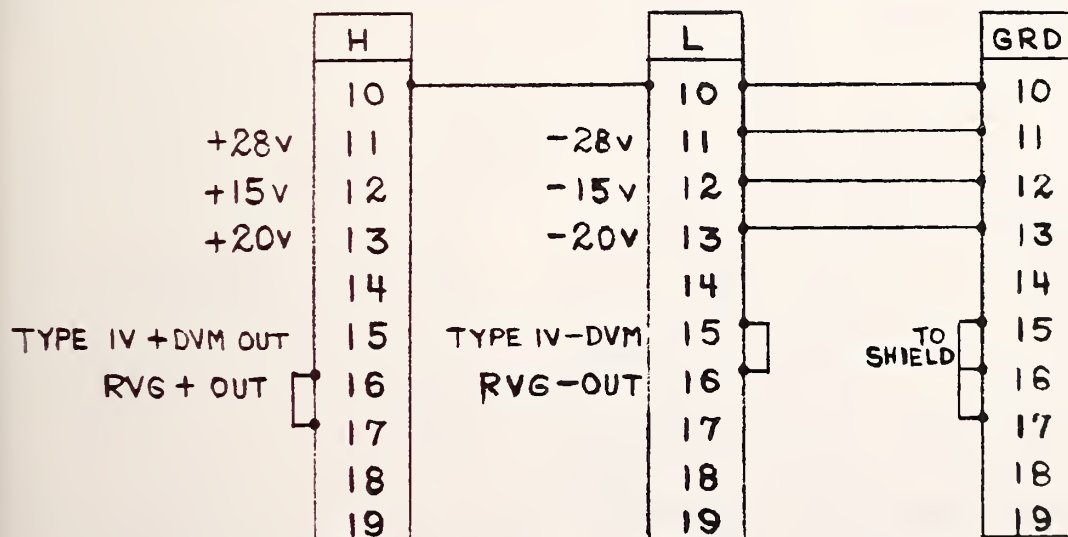 H L GRD
10 10 10
+28v 11 -28v 11 11
+15v 12 -15v 12 12
+20v 13 -20v 13 13
14 14 14
TYPE IV +DVM OUT 15 TYPE IV-DVM 15 TO SHIELD 15
RVG + OUT 16 RVG-OUT 16 16
17 17 17
18 18 18
19 19 19